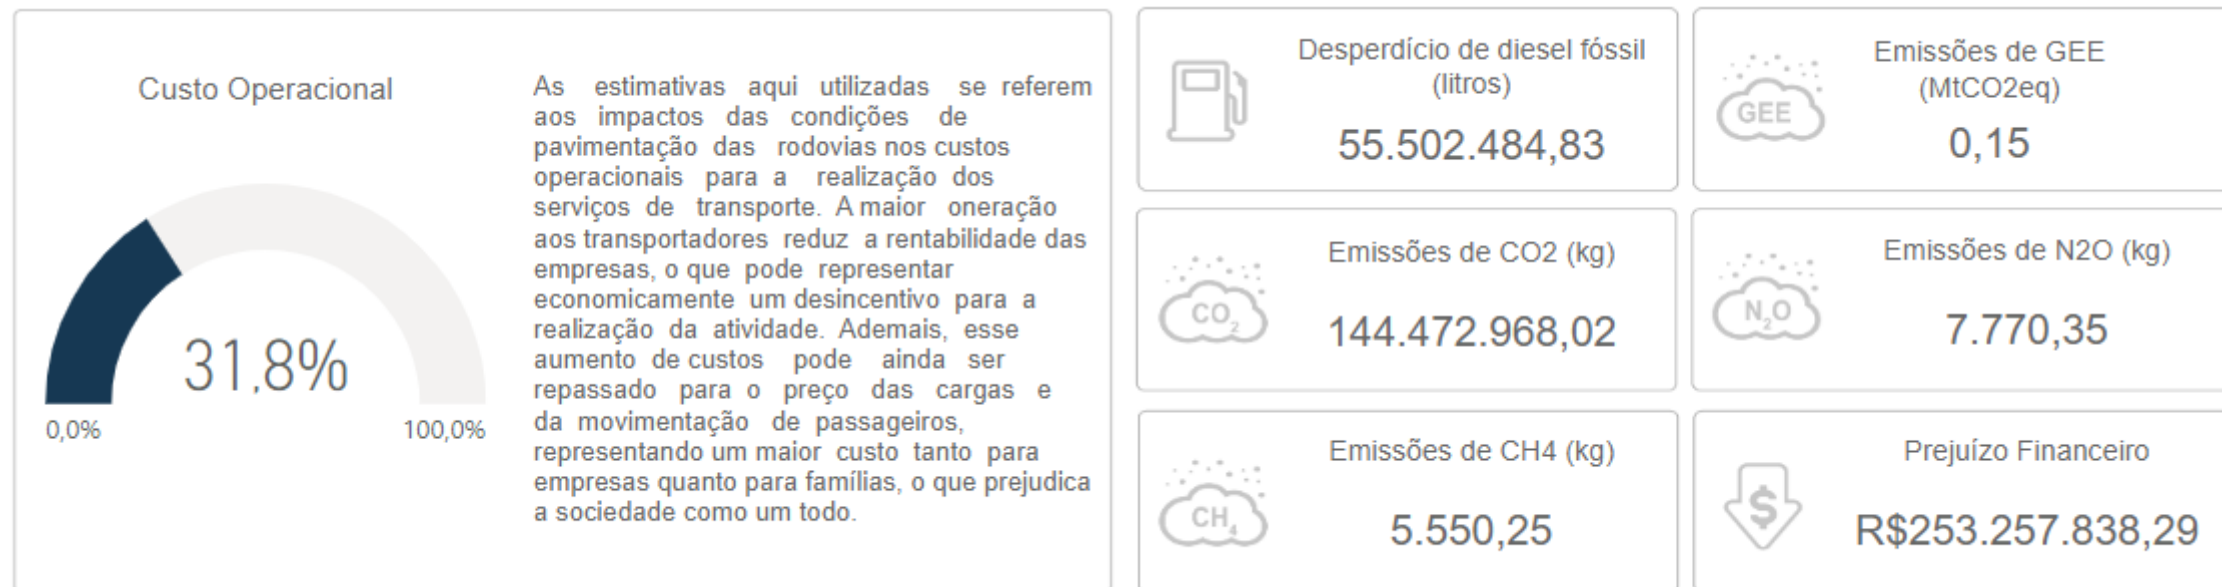 Custo Operacional
31,8%
0,0%
100,0%
As estimativas aqui utilizadas se referem
aos impactos das condições de
pavimentação das rodovias nos custos
operacionais para a realização dos
serviços de transporte. A maior oneração
aos transportadores reduz a rentabilidade das
empresas, o que pode representar
economicamente um desincentivo para a
realização da atividade. Ademais, esse
aumento de custos pode ainda ser
repassado para o preço das cargas e
da movimentação de passageiros,
representando um maior custo tanto para
empresas quanto para famílias, o que prejudica
a sociedade como um todo.
Desperdício de diesel fóssil
(litros)
55.502.484,83
GEE
Emissões de GEE
(MtCO2eq)
0,15
CO2
Emissões de CO2 (kg)
144.472.968,02
N2O
Emissões de N2O (kg)
7.770,35
CH4
Emissões de CH4 (kg)
5.550,25
$
Prejuízo Financeiro
R$253.257.838,29